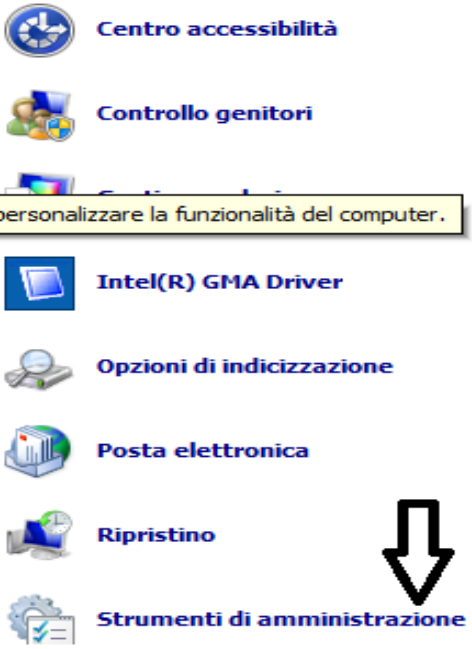 Centro accessibilità
Controllo genitori
personalizzare la funzionalità del computer.
Intel(R) GMA Driver
Opzioni di indicizzazione
Posta elettronica
Ripristino
Strumenti di amministrazione